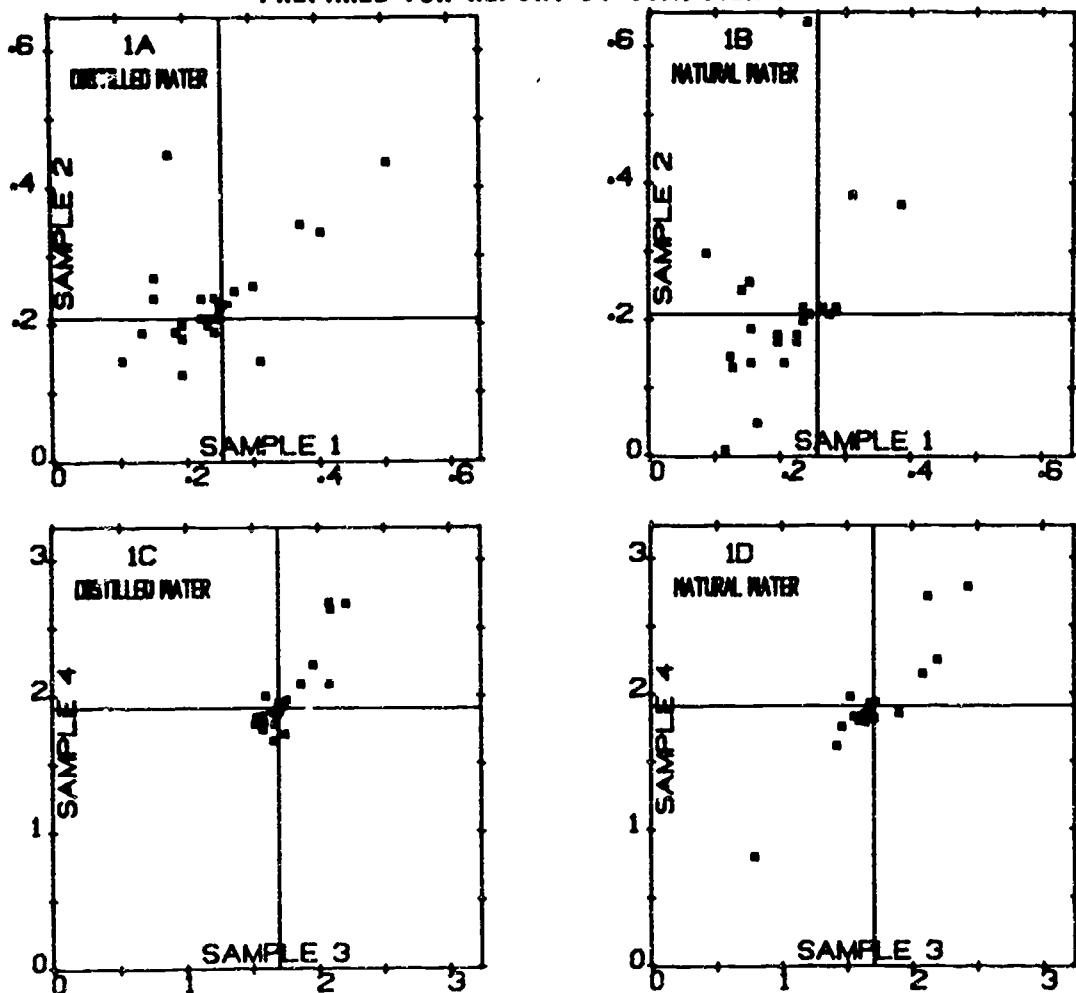 1A
DISTILLED WATER
.6
.4
.2
0
SAMPLE 2
SAMPLE 1
0
.2
.4
.6
1B
NATURAL WATER
.6
.4
.2
0
SAMPLE 2
SAMPLE 1
0
.2
.4
.6
1C
DISTILLED WATER
3
2
1
0
SAMPLE 4
SAMPLE 3
0
1
2
3
1D
NATURAL WATER
3
2
1
0
SAMPLE 4
SAMPLE 3
0
1
2
3